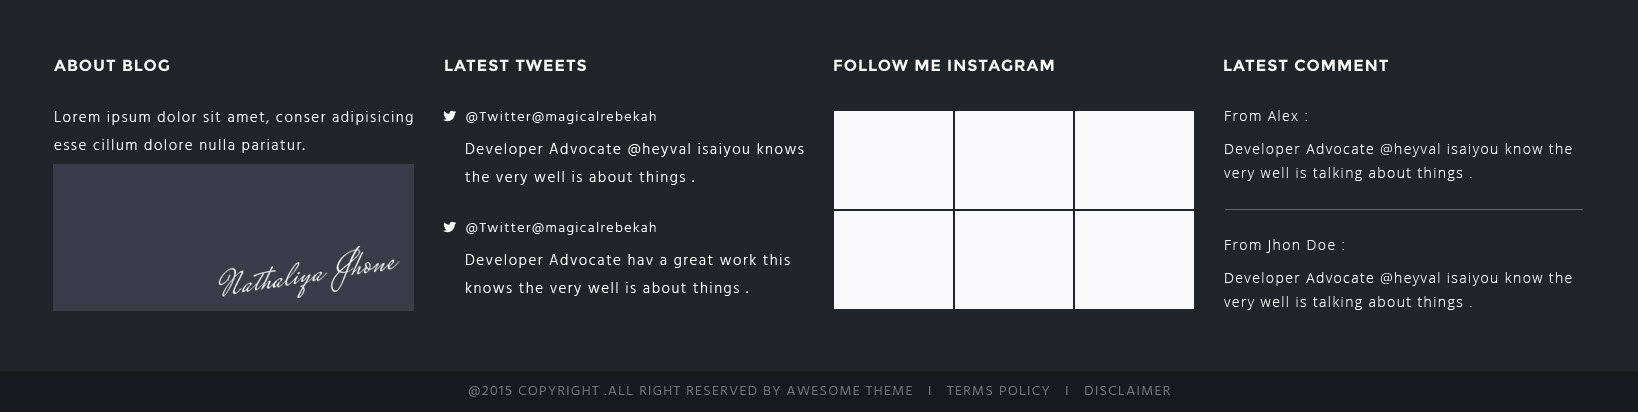 ABOUT BLOG
Lorem ipsum dolor sit amet, conser adipisicing
esse cillum dolore nulla pariatur.
Nathaliya Jhone
LATEST TWEETS
@Twitter@magicalrebekah
Developer Advocate @heyval isaiyou knows
the very well is about things .
@Twitter@magicalrebekah
Developer Advocate hav a great work this
knows the very well is about things .
FOLLOW ME INSTAGRAM
LATEST COMMENT
From Alex :
Developer Advocate @heyval isaiyou know the
very well is talking about things .
From Jhon Doe :
Developer Advocate @heyval isaiyou know the
very well is talking about things .
@2015 COPYRIGHT .ALL RIGHT RESERVED BY AWESOME THEME I TERMS POLICY I DISCLAIMER